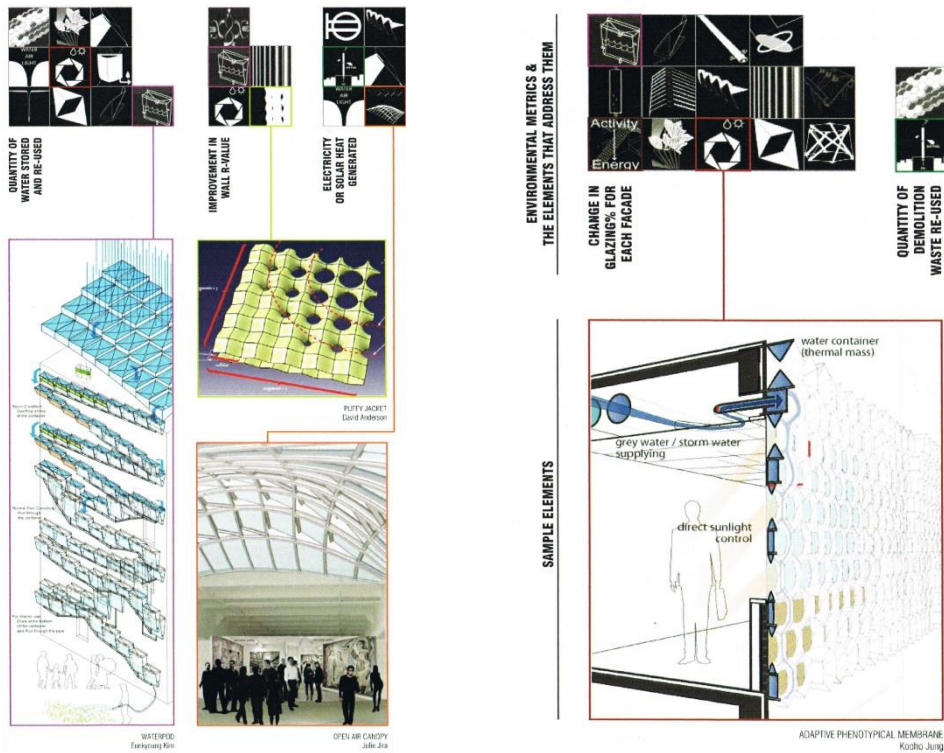 WATER
AIR
LIGHT
QUANTITY OF
WATER STORED
AND RE-USED
IMPROVEMENT IN
WALL R-VALUE
WATER
AIR
LIGHT
ELECTRICITY
OR SOLAR HEAT
GENERATED
PUFFY JACKET
David Anderson
WATERPOD
Eunkyoung Kim
OPEN AIR CANOPY
Julie Jira
ENVIRONMENTAL METRICS &
THE ELEMENTS THAT ADDRESS THEM
Activity
Energy
CHANGE IN
GLAZING% FOR
EACH FACADE
QUANTITY OF
DEMOLITION
WASTE RE-USED
SAMPLE ELEMENTS
water container
(thermal mass)
grey water / storm water
supplying
direct sunlight
control
ADAPTIVE PHENOTYPICAL MEMBRANE
Kooho Jung